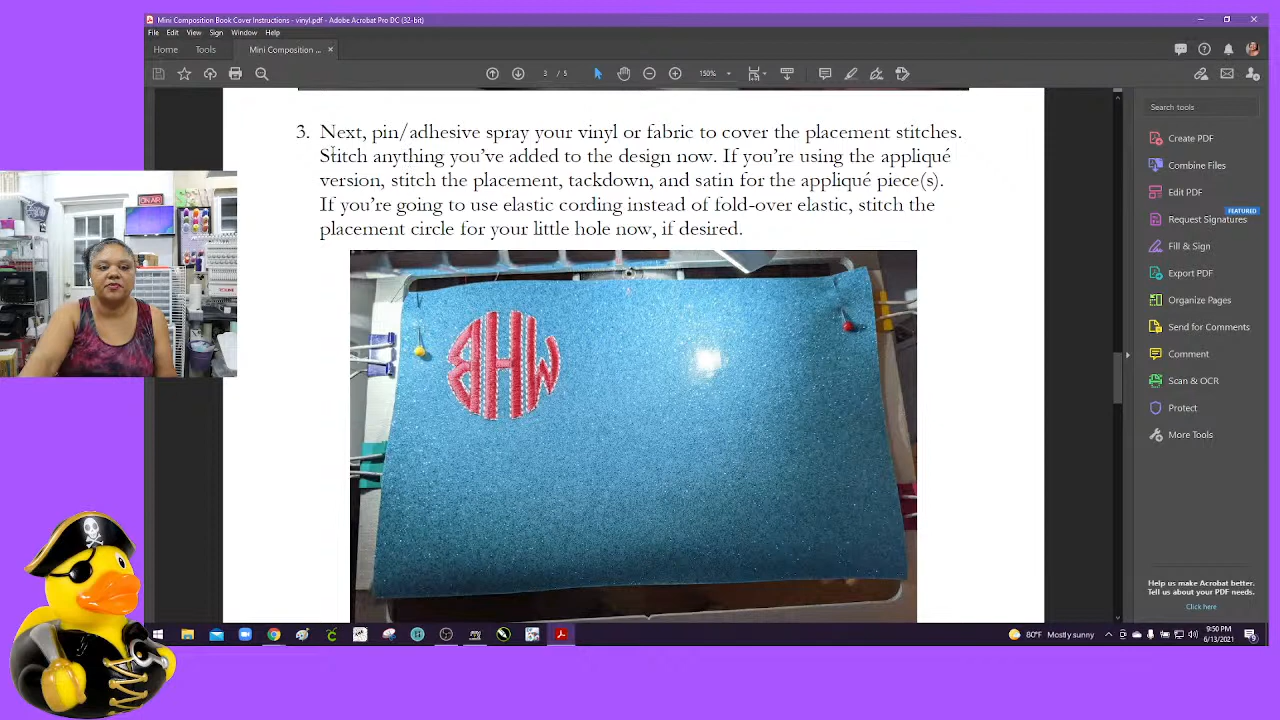 Mini Composition Book Cover Instructions - vinyl.pdf - Adobe Acrobat Pro DC (32-bit)
File Edit View Sign Window Help
Home Tools Mini Composition ... ×
3 / 5 150%
3. Next, pin/adhesive spray your vinyl or fabric to cover the placement stitches.
Stitch anything you've added to the design now. If you're using the appliqué
version, stitch the placement, tackdown, and satin for the appliqué piece(s).
If you're going to use elastic cording instead of fold-over elastic, stitch the
placement circle for your little hole now, if desired.
BHW
ON AIR
Search tools
Create PDF
Combine Files
Edit PDF
FEATURED
Request Signatures
Fill & Sign
Export PDF
Organize Pages
Send for Comments
Comment
Scan & OCR
Protect
More Tools
Help us make Acrobat better.
Tell us about your PDF needs.
Click here
80°F Mostly sunny
9:50 PM
6/13/2021